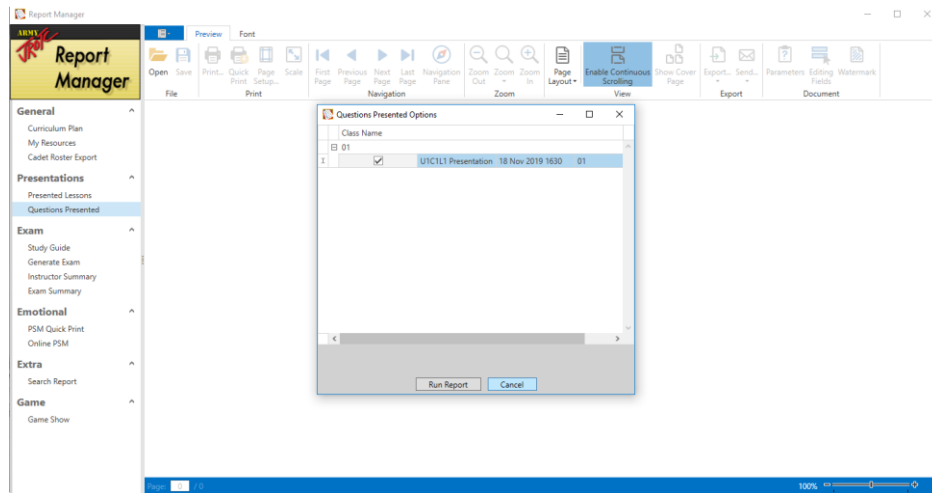 Report Manager
ARMY
JROTC
Report
Manager
Preview Font
Open Save Print... Quick Print Page Setup... Scale First Page Previous Page Next Page Last Page Navigation Pane Zoom Out Zoom Zoom In Page Layout Enable Continuous Scrolling Show Cover Page Export... Send... Parameters Editing Fields Watermark
File Print Navigation Zoom View Export Document
General
Curriculum Plan
My Resources
Cadet Roster Export
Presentations
Presented Lessons
Questions Presented
Exam
Study Guide
Generate Exam
Instructor Summary
Exam Summary
Emotional
PSM Quick Print
Online PSM
Extra
Search Report
Game
Game Show
Questions Presented Options
Class Name
01
U1C1L1 Presentation 18 Nov 2019 1630 01
Run Report Cancel
Page: 0 / 0 100%